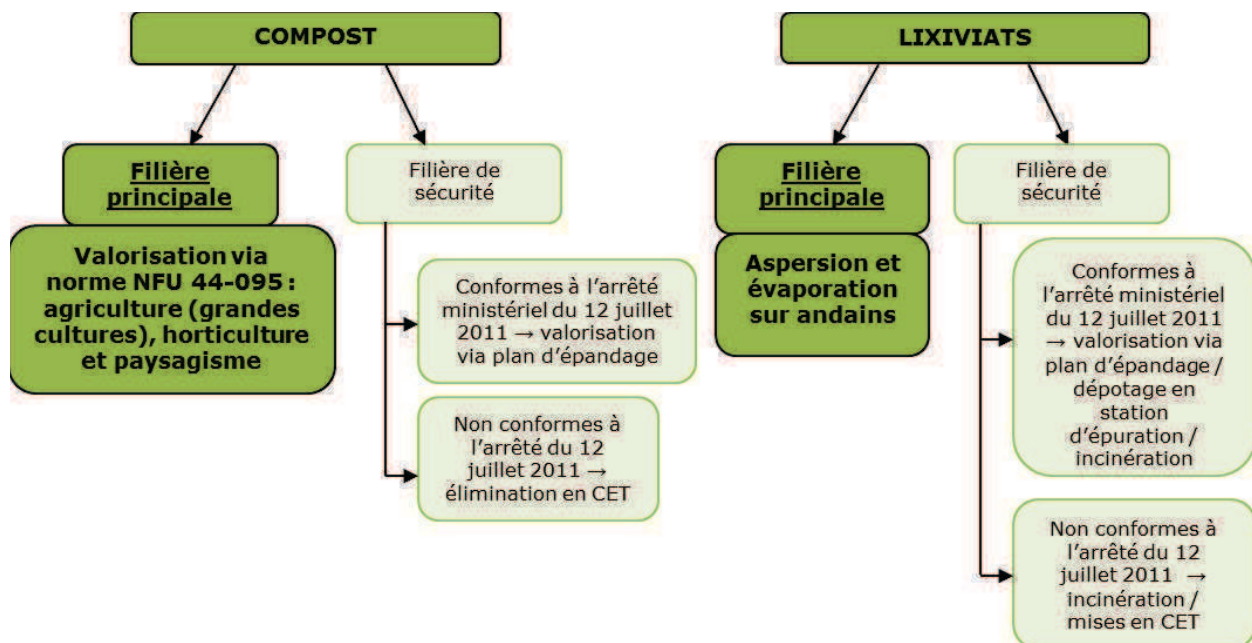 COMPOST
Filière
principale
Valorisation via
norme NFU 44-095 :
agriculture (grandes
cultures), horticulture
et paysagisme
Filière de
sécurité
Conformes à l'arrêté
ministériel du 12 juillet
2011 → valorisation
via plan d'épandage
Non conformes à
l'arrêté du 12
juillet 2011 →
élimination en CET
LIXIVIATS
Filière
principale
Aspersion et
évaporation
sur andains
Filière de
sécurité
Conformes à
l'arrêté ministériel
du 12 juillet 2011
→ valorisation via
plan d'épandage /
dépotage en
station
d'épuration /
incinération
Non conformes à
l'arrêté du 12
juillet 2011 →
incinération /
mises en CET